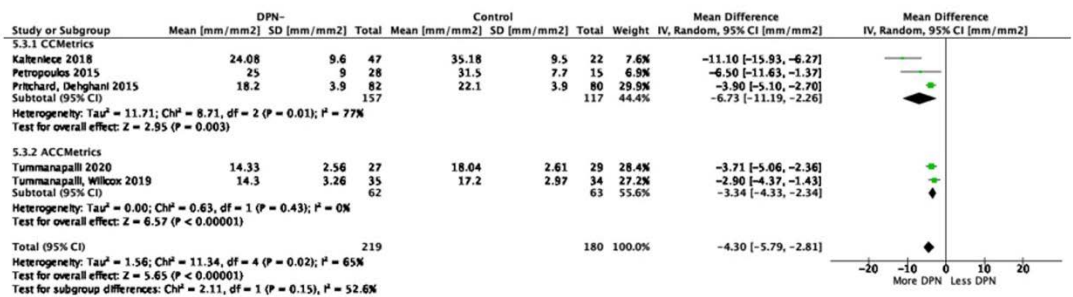 DPN- Control Mean Difference Mean Difference
Study or Subgroup Mean [mm/mm2] SD [mm/mm2] Total Mean [mm/mm2] SD [mm/mm2] Total Weight IV, Random, 95% CI [mm/mm2] IV, Random, 95% CI [mm/mm2]
5.3.1 CCMetrics
Kalteniece 2018 24.08 9.6 47 35.18 9.5 22 7.6% -11.10 [-15.93, -6.27]
Petropoulos 2015 25 9 28 31.5 7.7 15 6.9% -6.50 [-11.63, -1.37]
Pritchard, Dehghani 2015 18.2 3.9 82 22.1 3.9 80 29.9% -3.90 [-5.10, -2.70]
Subtotal (95% CI) 157 117 44.4% -6.73 [-11.19, -2.26]
Heterogeneity: Tau² = 11.71; Chi² = 8.71, df = 2 (P = 0.01); I² = 77%
Test for overall effect: Z = 2.95 (P = 0.003)
5.3.2 ACCMetrics
Tummanapalli 2020 14.33 2.56 27 18.04 2.61 29 28.4% -3.71 [-5.06, -2.36]
Tummanapalli, Willcox 2019 14.3 3.26 35 17.2 2.97 34 27.2% -2.90 [-4.37, -1.43]
Subtotal (95% CI) 62 63 55.6% -3.34 [-4.33, -2.34]
Heterogeneity: Tau² = 0.00; Chi² = 0.63, df = 1 (P = 0.43); I² = 0%
Test for overall effect: Z = 6.57 (P < 0.00001)
Total (95% CI) 219 180 100.0% -4.30 [-5.79, -2.81]
Heterogeneity: Tau² = 1.56; Chi² = 11.34, df = 4 (P = 0.02); I² = 65%
Test for overall effect: Z = 5.65 (P < 0.00001)
Test for subgroup differences: Chi² = 2.11, df = 1 (P = 0.15), I² = 52.6%
-20 -10 0 10 20
More DPN Less DPN